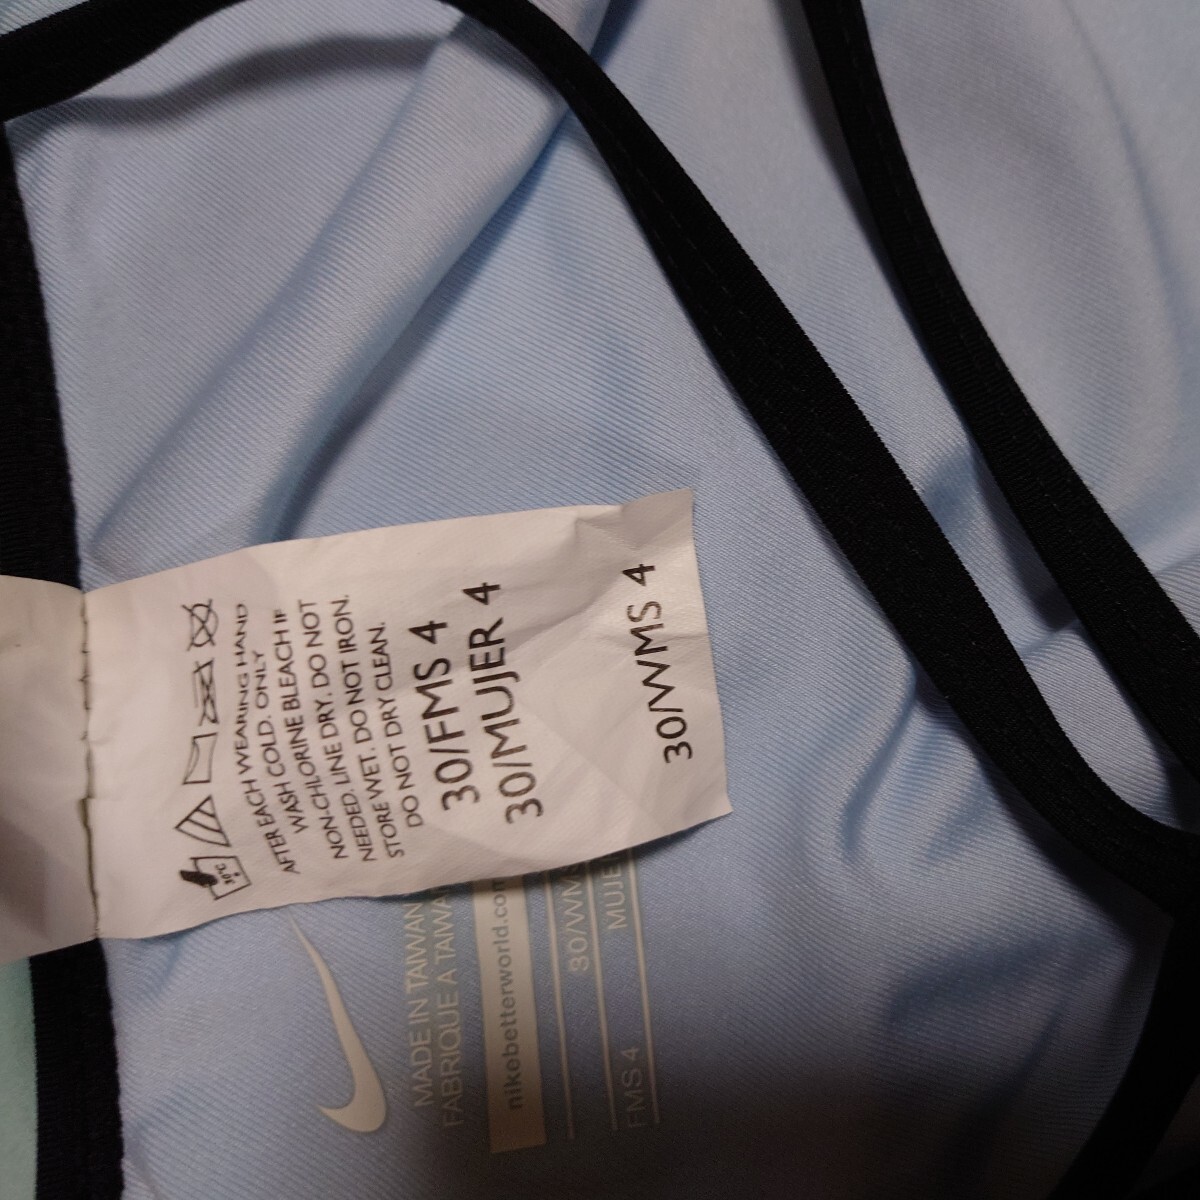 30°C
AFTER EACH WEARING HAND
WASH COLD. ONLY
NON-CHLORINE BLEACH IF
NEEDED. LINE DRY. DO NOT
STORE WET. DO NOT IRON.
DO NOT DRY CLEAN.
30/FMS 4
30/MUJER 4
30/WMS 4
MADE IN TAIWAN
FABRIQUE A TAIWA
nikebetterworld.com
30/WMS
FMS 4 MUJE